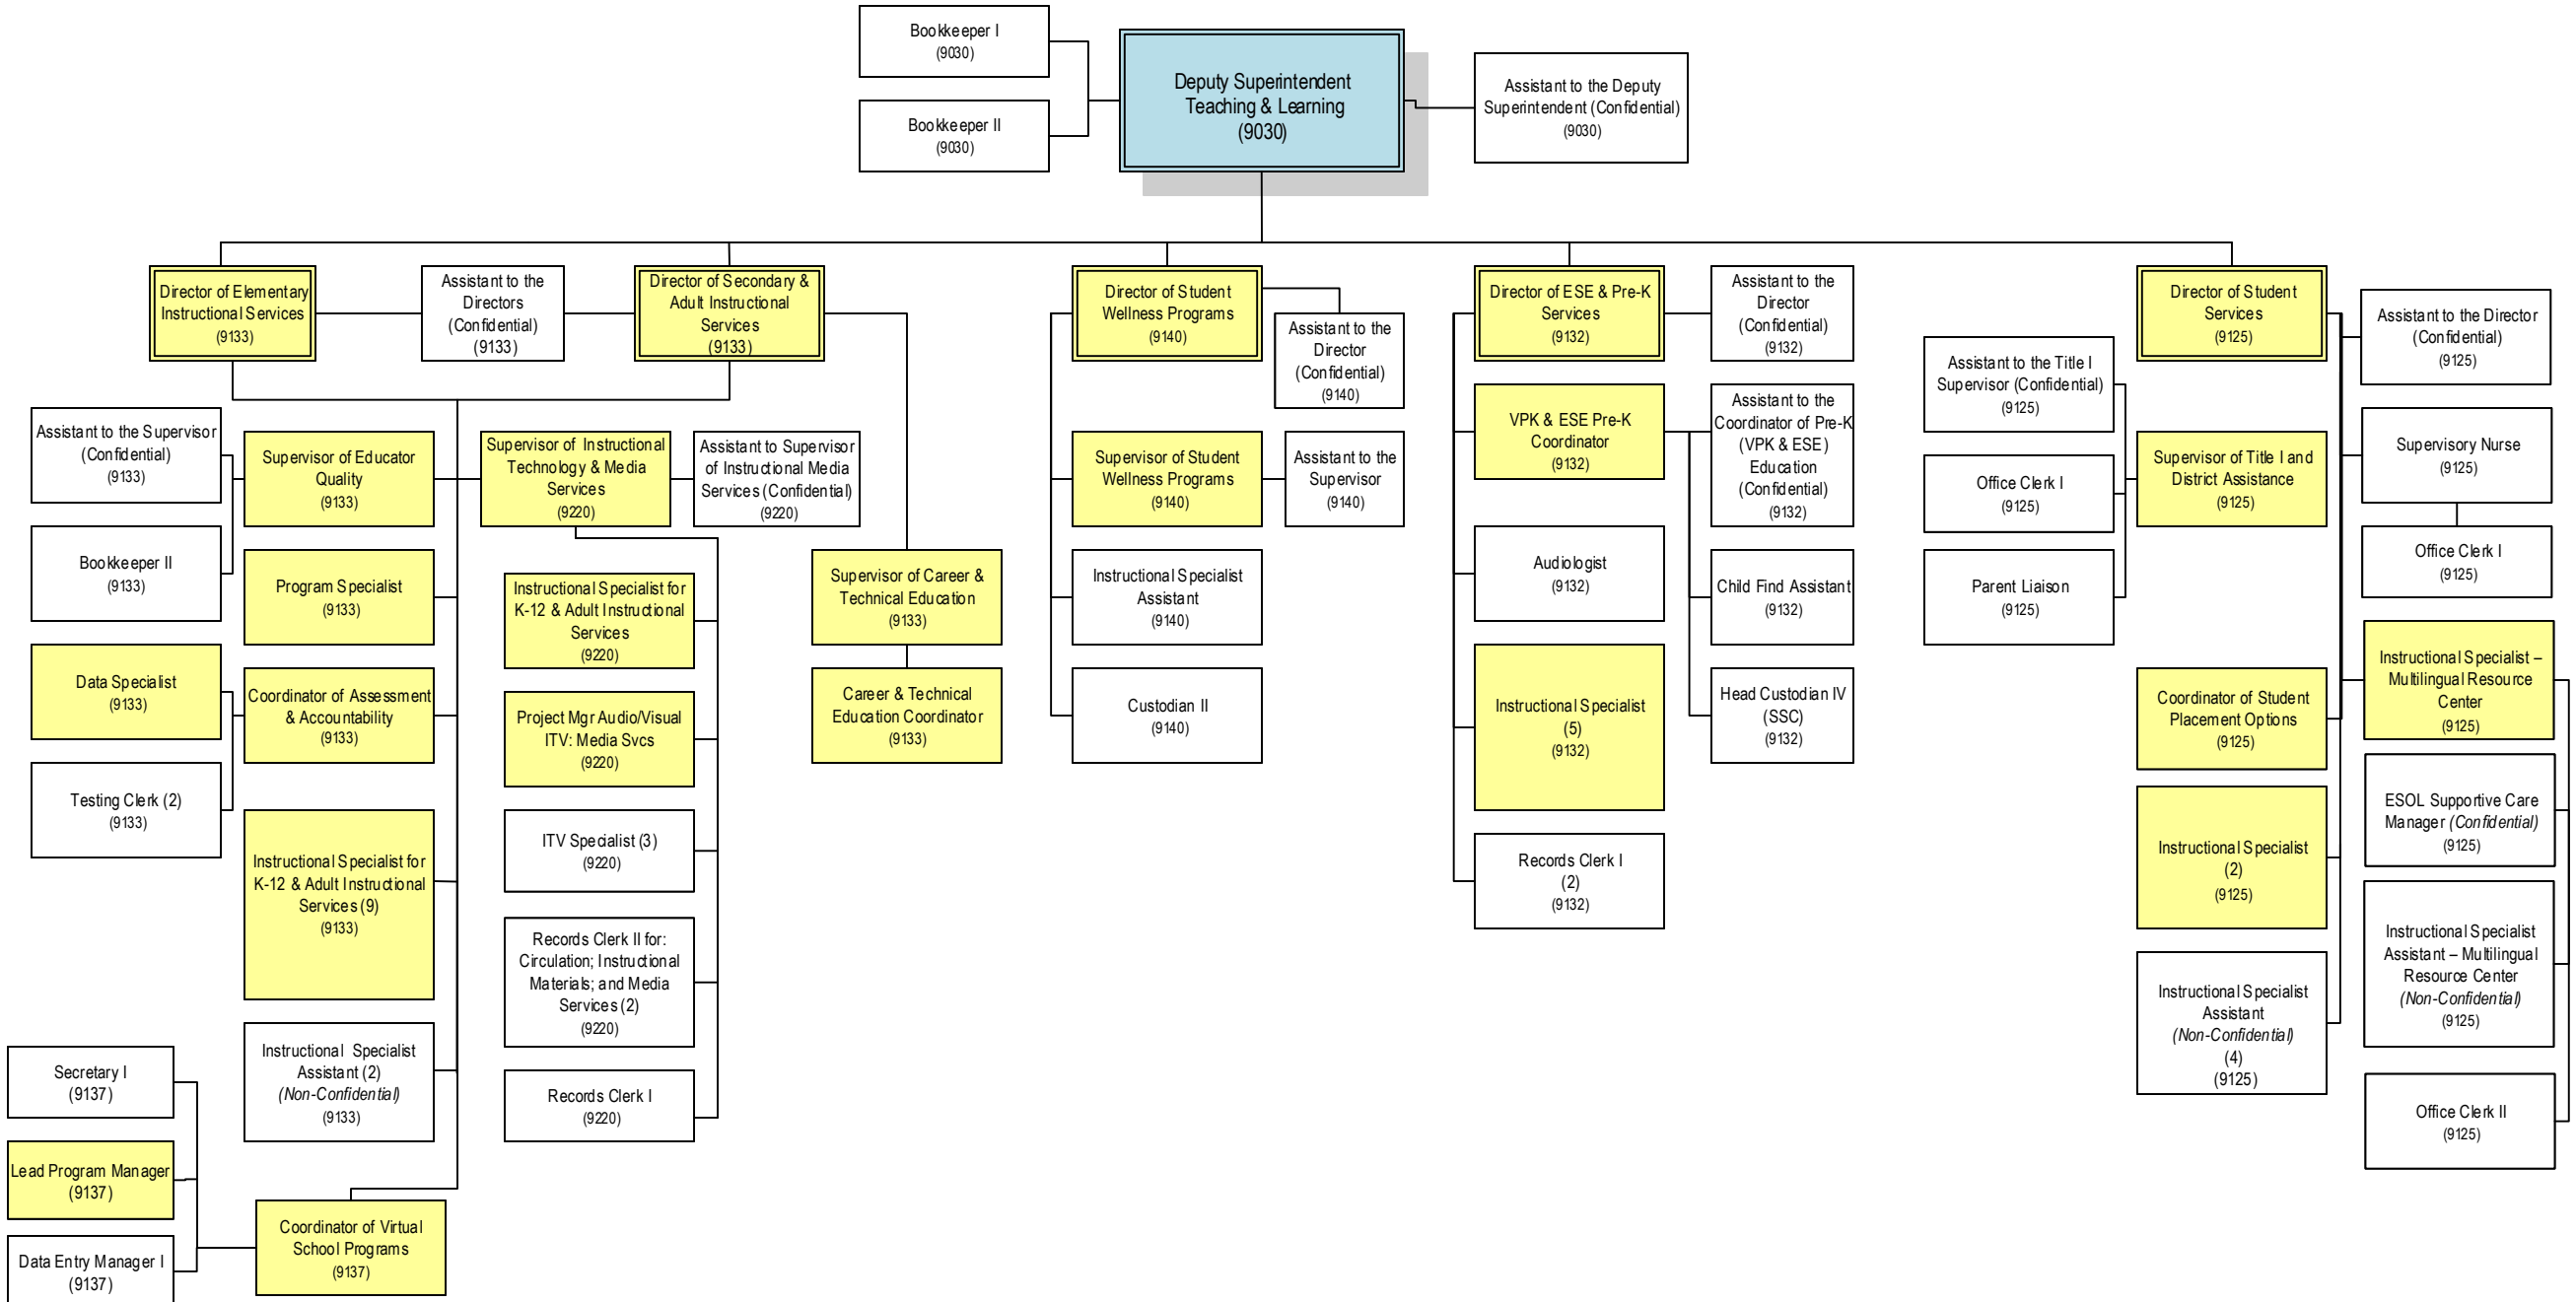 Bookkeeper I
(9030)
Bookkeeper II
(9030)
Deputy Superintendent
Teaching & Learning
(9030)
Assistant to the Deputy
Superintendent (Confidential)
(9030)
Director of Elementary
Instructional Services
(9133)
Assistant to the
Directors
(Confidential)
(9133)
Director of Secondary &
Adult Instructional
Services
(9133)
Director of Student
Wellness Programs
(9140)
Assistant to the
Director
(Confidential)
(9140)
Director of ESE & Pre-K
Services
(9132)
Assistant to the
Director
(Confidential)
(9132)
Director of Student
Services
(9125)
Assistant to the Director
(Confidential)
(9125)
Assistant to the Supervisor
(Confidential)
(9133)
Bookkeeper II
(9133)
Supervisor of Educator
Quality
(9133)
Program Specialist
(9133)
Data Specialist
(9133)
Testing Clerk (2)
(9133)
Coordinator of Assessment
& Accountability
(9133)
Instructional Specialist for
K-12 & Adult Instructional
Services (9)
(9133)
Instructional Specialist
Assistant (2)
(Non-Confidential)
(9133)
Secretary I
(9137)
Lead Program Manager
(9137)
Data Entry Manager I
(9137)
Coordinator of Virtual
School Programs
(9137)
Supervisor of Instructional
Technology & Media
Services
(9220)
Assistant to Supervisor
of Instructional Media
Services (Confidential)
(9220)
Instructional Specialist for
K-12 & Adult Instructional
Services
(9220)
Project Mgr Audio/Visual
ITV: Media Svcs
(9220)
ITV Specialist (3)
(9220)
Records Clerk II for:
Circulation; Instructional
Materials; and Media
Services (2)
(9220)
Records Clerk I
(9220)
Supervisor of Career &
Technical Education
(9133)
Career & Technical
Education Coordinator
(9133)
Supervisor of Student
Wellness Programs
(9140)
Assistant to the
Supervisor
(9140)
Instructional Specialist
Assistant
(9140)
Custodian II
(9140)
VPK & ESE Pre-K
Coordinator
(9132)
Assistant to the
Coordinator of Pre-K
(VPK & ESE)
Education
(Confidential)
(9132)
Audiologist
(9132)
Child Find Assistant
(9132)
Instructional Specialist
(5)
(9132)
Head Custodian IV
(SSC)
(9132)
Records Clerk I
(2)
(9132)
Assistant to the Title I
Supervisor (Confidential)
(9125)
Office Clerk I
(9125)
Parent Liaison
(9125)
Supervisor of Title I and
District Assistance
(9125)
Supervisory Nurse
(9125)
Office Clerk I
(9125)
Coordinator of Student
Placement Options
(9125)
Instructional Specialist
(2)
(9125)
Instructional Specialist
Assistant
(Non-Confidential)
(4)
(9125)
Instructional Specialist –
Multilingual Resource
Center
(9125)
ESOL Supportive Care
Manager (Confidential)
(9125)
Instructional Specialist
Assistant – Multilingual
Resource Center
(Non-Confidential)
(9125)
Office Clerk II
(9125)